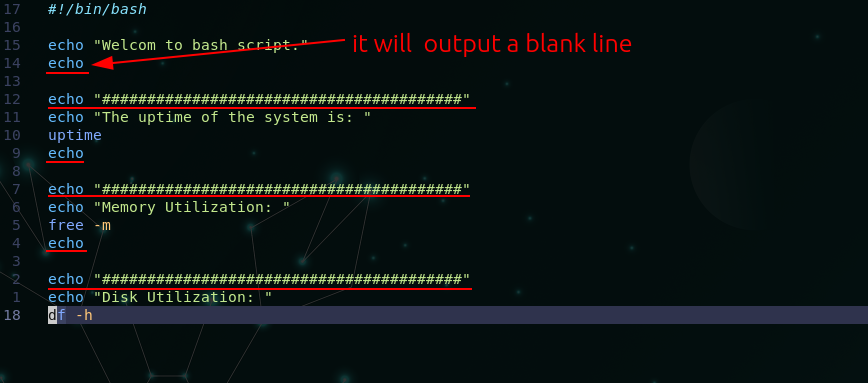 17 #!/bin/bash
16
15 echo "Welcom to bash script."
it will output a blank line
14 echo
13
12 echo "########################################"
11 echo "The uptime of the system is: "
10 uptime
9 echo
8
7 echo "########################################"
6 echo "Memory Utilization: "
5 free -m
4 echo
3
2 echo "########################################"
1 echo "Disk Utilization: "
18 df -h